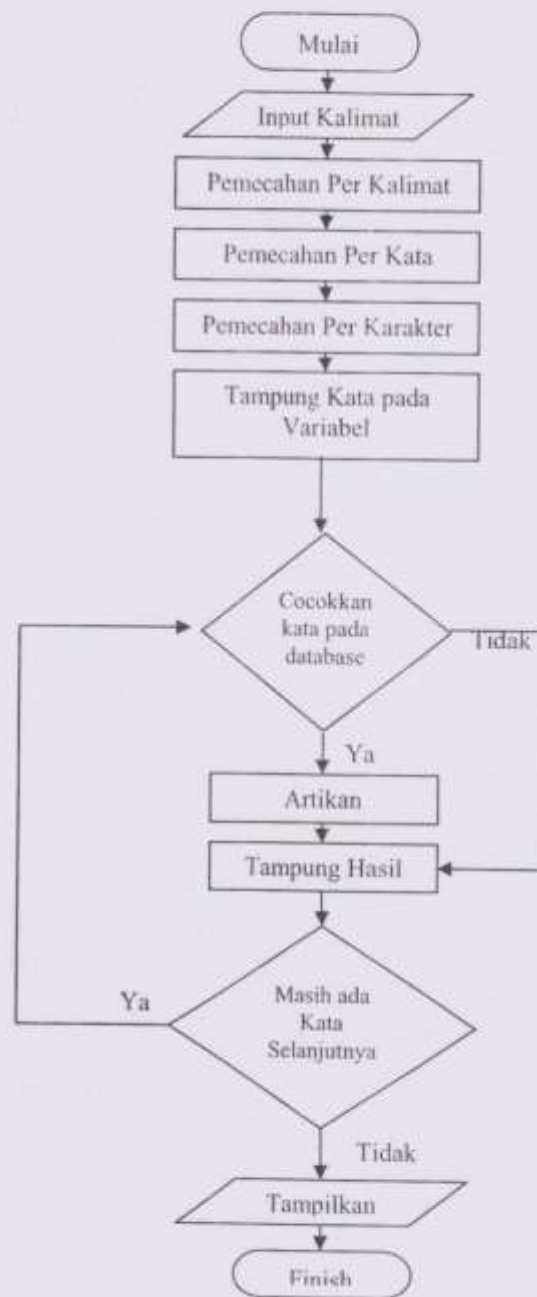 Mulai
Input Kalimat
Pemecahan Per Kalimat
Pemecahan Per Kata
Pemecahan Per Karakter
Tampung Kata pada
Variabel
Cocokkan
kata pada
database
Tidak
Ya
Artikan
Tampung Hasil
Ya
Masih ada
Kata
Selanjutnya
Tidak
Tampilkan
Finish